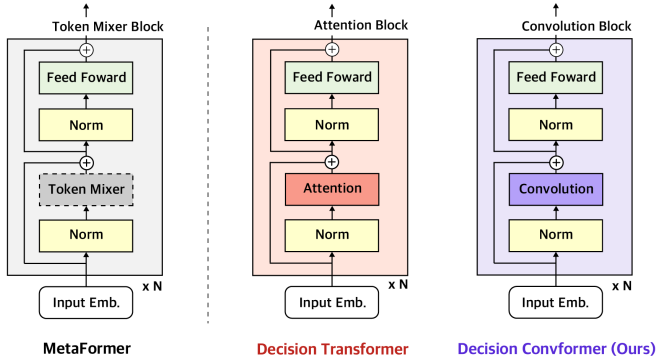 Token Mixer Block
Feed Foward
Norm
Token Mixer
Norm
x N
Input Emb.
MetaFormer
Attention Block
Feed Foward
Norm
Attention
Norm
x N
Input Emb.
Decision Transformer
Convolution Block
Feed Foward
Norm
Convolution
Norm
x N
Input Emb.
Decision Convformer (Ours)